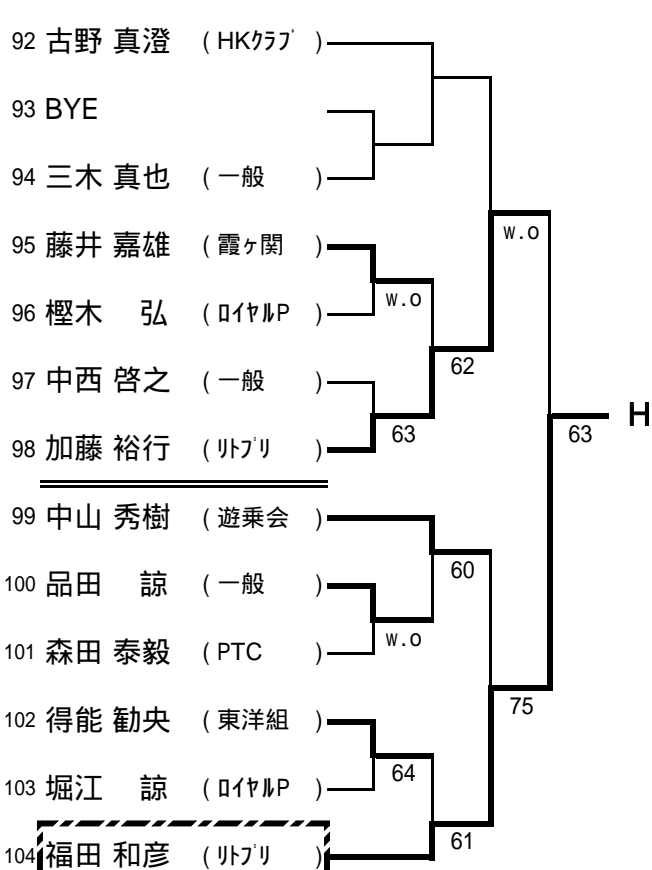 92 古野 真澄 ( HKｸﾗﾌﾞ )
93 BYE
94 三木 真也 ( 一般 )
w.o
95 藤井 嘉雄 ( 霞ヶ関 )
w.o
96 樫木 弘 ( ﾛｲﾔﾙP )
62
97 中西 啓之 ( 一般 )
63
63 H
98 加藤 裕行 ( ﾘﾄﾌﾟﾘ )
99 中山 秀樹 ( 遊乗会 )
60
100 品田 諒 ( 一般 )
w.o
101 森田 泰毅 ( PTC )
75
102 得能 勧央 ( 東洋組 )
64
103 堀江 諒 ( ﾛｲﾔﾙP )
61
104 福田 和彦 ( ﾘﾄﾌﾟﾘ )